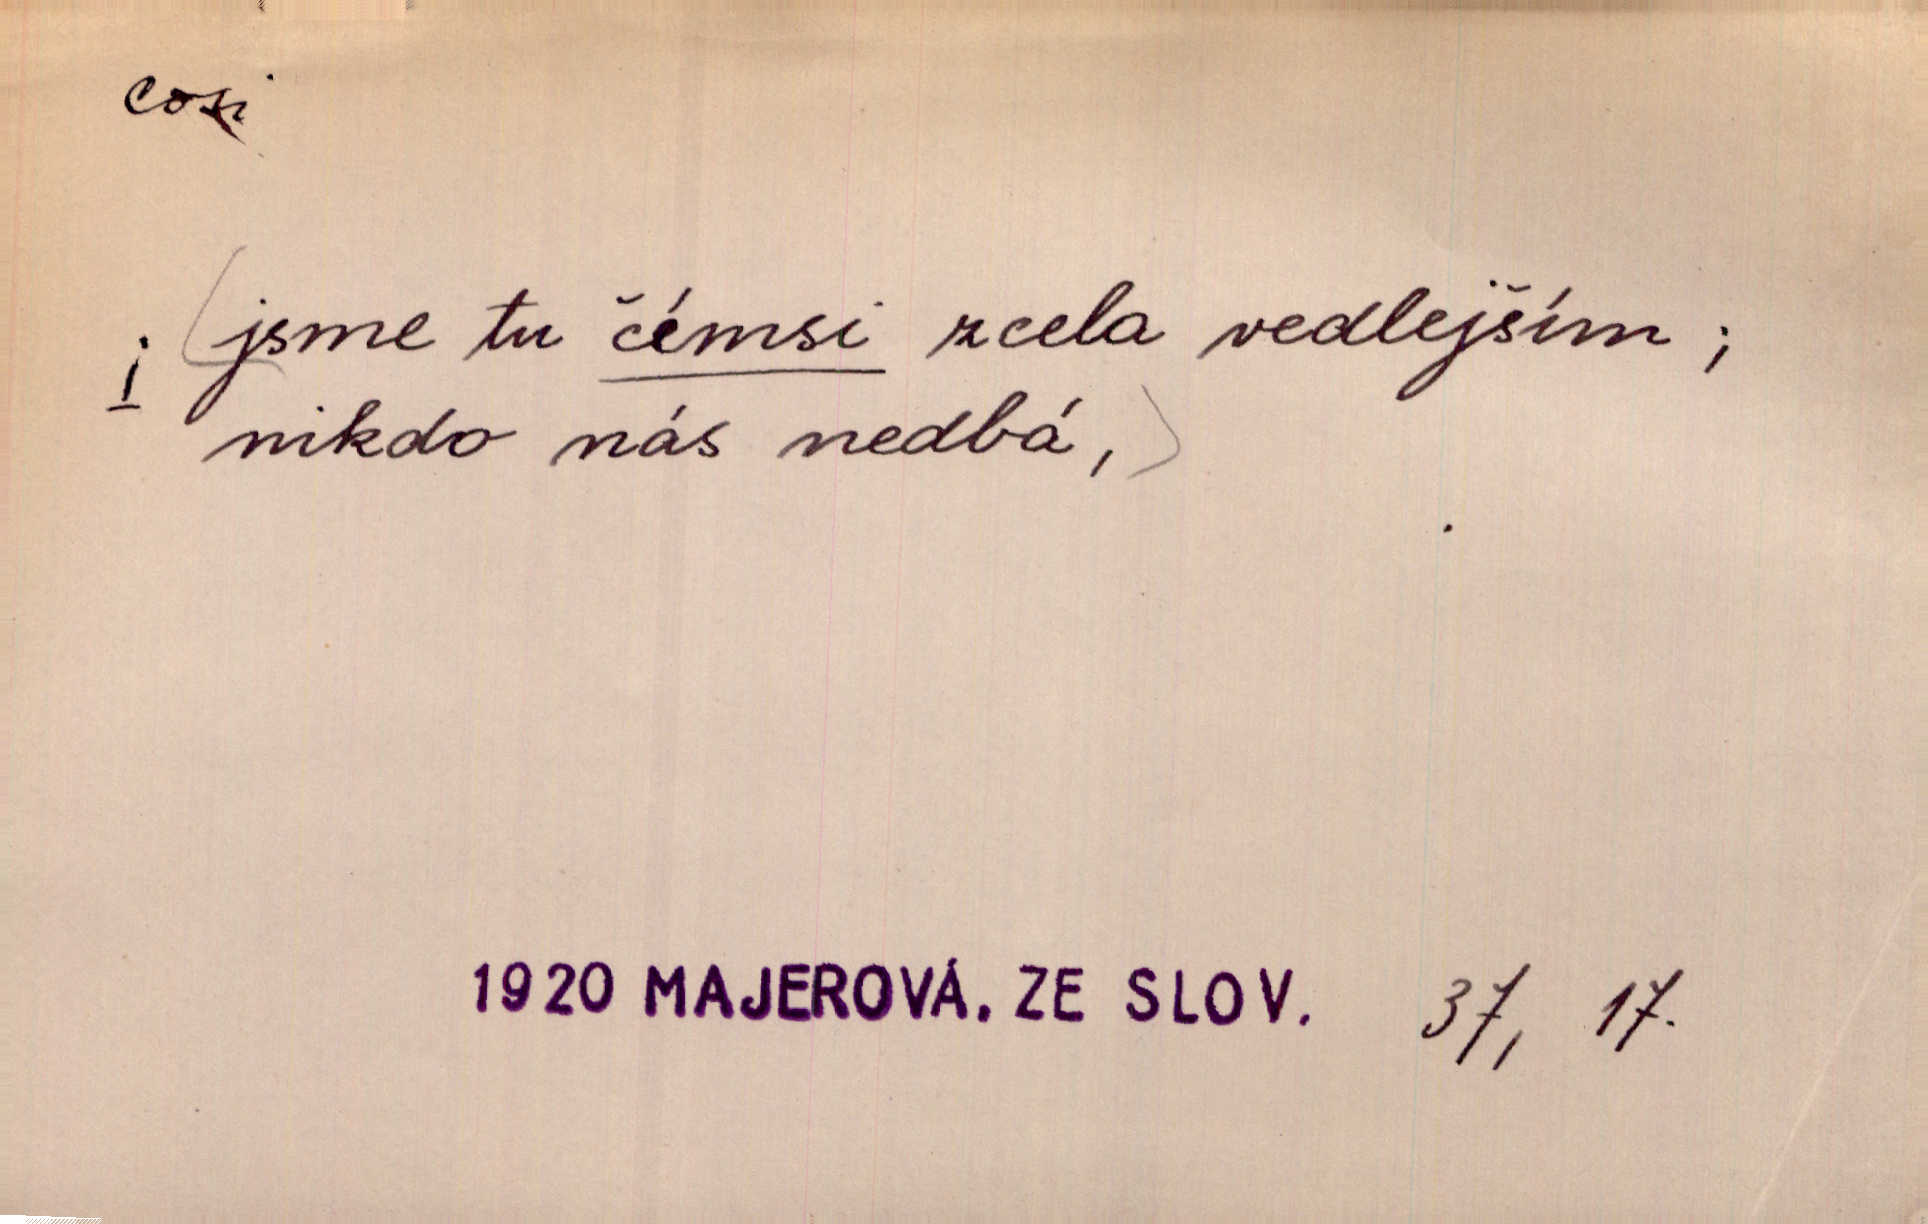 cosi
i (jsme tu čémsi zcela vedlejším ;
nikdo nás nedbá,)
1920 MAJEROVÁ. ZE SLOV. 37, 17.